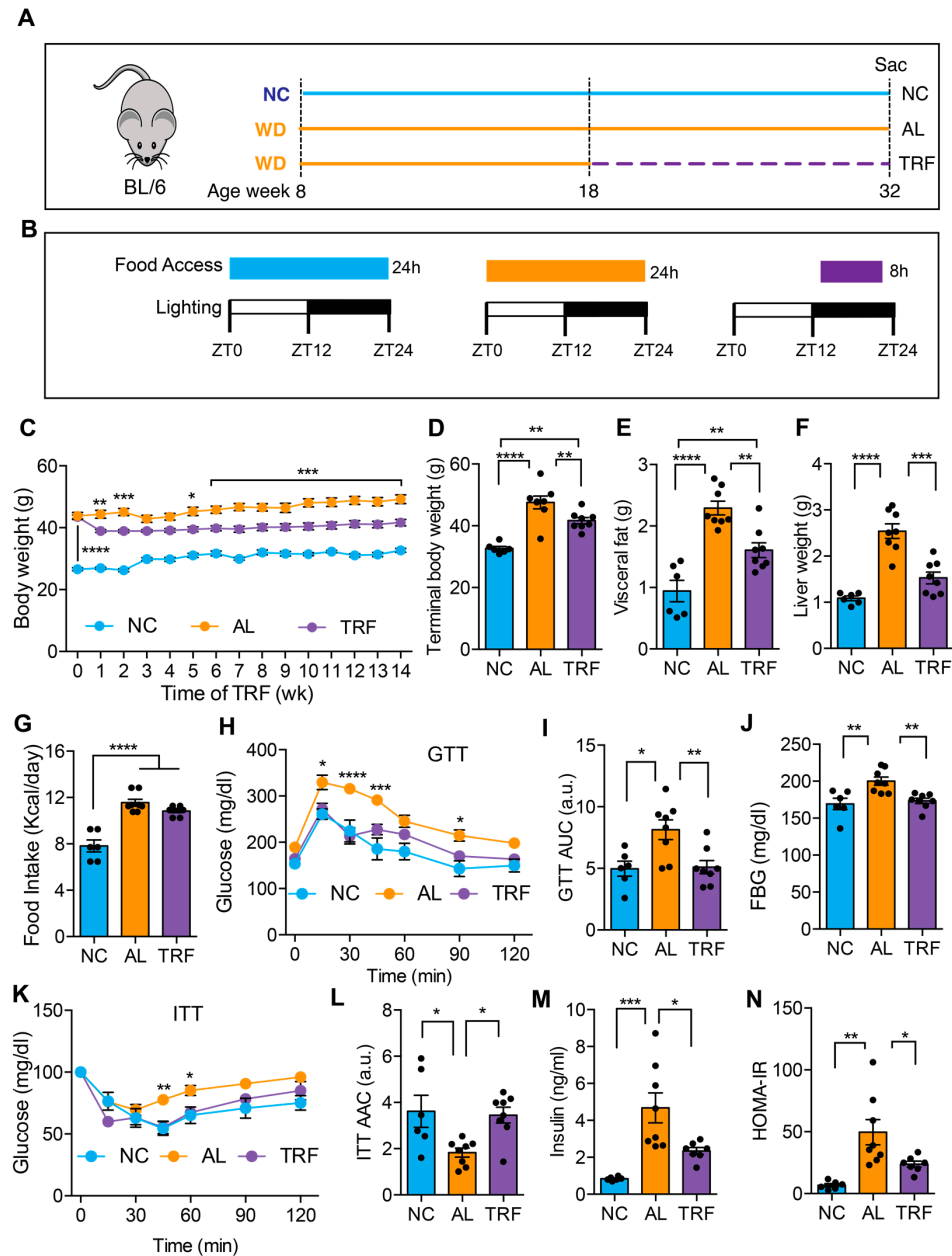 A
Sac
NC
NC
WD
AL
WD
TRF
BL/6
Age week 8
18
32
B
Food Access
24h
24h
8h
Lighting
ZT0
ZT12
ZT24
ZT0
ZT12
ZT24
ZT0
ZT12
ZT24
C
Body weight (g)
60
40
20
0
****
**
***
*
***
NC
AL
TRF
0 1 2 3 4 5 6 7 8 9 10 11 12 13 14
Time of TRF (wk)
D
Terminal body weight (g)
60
40
20
0
**
****
**
NC AL TRF
E
Visceral fat (g)
3
2
1
0
**
****
**
NC AL TRF
F
Liver weight (g)
4
3
2
1
0
****
***
NC AL TRF
G
Food Intake (Kcal/day)
16
12
8
4
0
****
NC AL TRF
H
GTT
Glucose (mg/dl)
400
300
200
100
0
*
****
***
*
NC
AL
TRF
0 30 60 90 120
Time (min)
I
GTT AUC (a.u.)
15
10
5
0
*
**
NC AL TRF
J
FBG (mg/dl)
250
200
150
100
50
0
**
**
NC AL TRF
K
ITT
Glucose (mg/dl)
150
100
50
0
**
*
NC
AL
TRF
0 30 60 90 120
Time (min)
L
ITT AAC (a.u.)
8
6
4
2
0
*
*
NC AL TRF
M
Insulin (ng/ml)
10
8
6
4
2
0
***
*
NC AL TRF
N
HOMA-IR
150
100
50
0
**
*
NC AL TRF